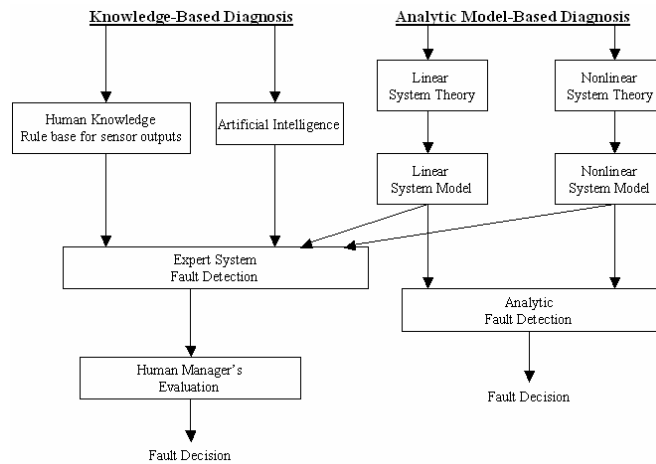 Knowledge-Based Diagnosis
Analytic Model-Based Diagnosis
Human Knowledge
Rule base for sensor outputs
Artificial Intelligence
Linear
System Theory
Nonlinear
System Theory
Linear
System Model
Nonlinear
System Model
Expert System
Fault Detection
Analytic
Fault Detection
Human Manager's
Evaluation
Fault Decision
Fault Decision